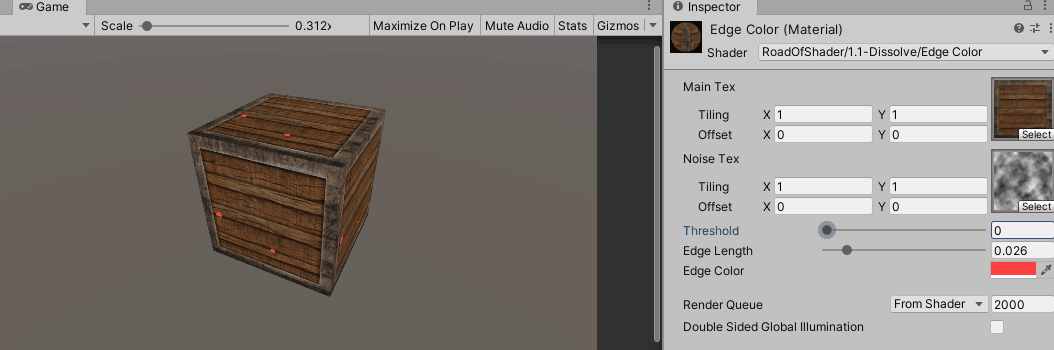 Game
Inspector
Scale 0.312› Maximize On Play Mute Audio Stats Gizmos
Edge Color (Material)
Shader RoadOfShader/1.1-Dissolve/Edge Color
Main Tex
Tiling X 1 Y 1
Offset X 0 Y 0
Select
Noise Tex
Tiling X 1 Y 1
Offset X 0 Y 0
Select
Threshold 0
Edge Length 0.026
Edge Color
Render Queue From Shader 2000
Double Sided Global Illumination